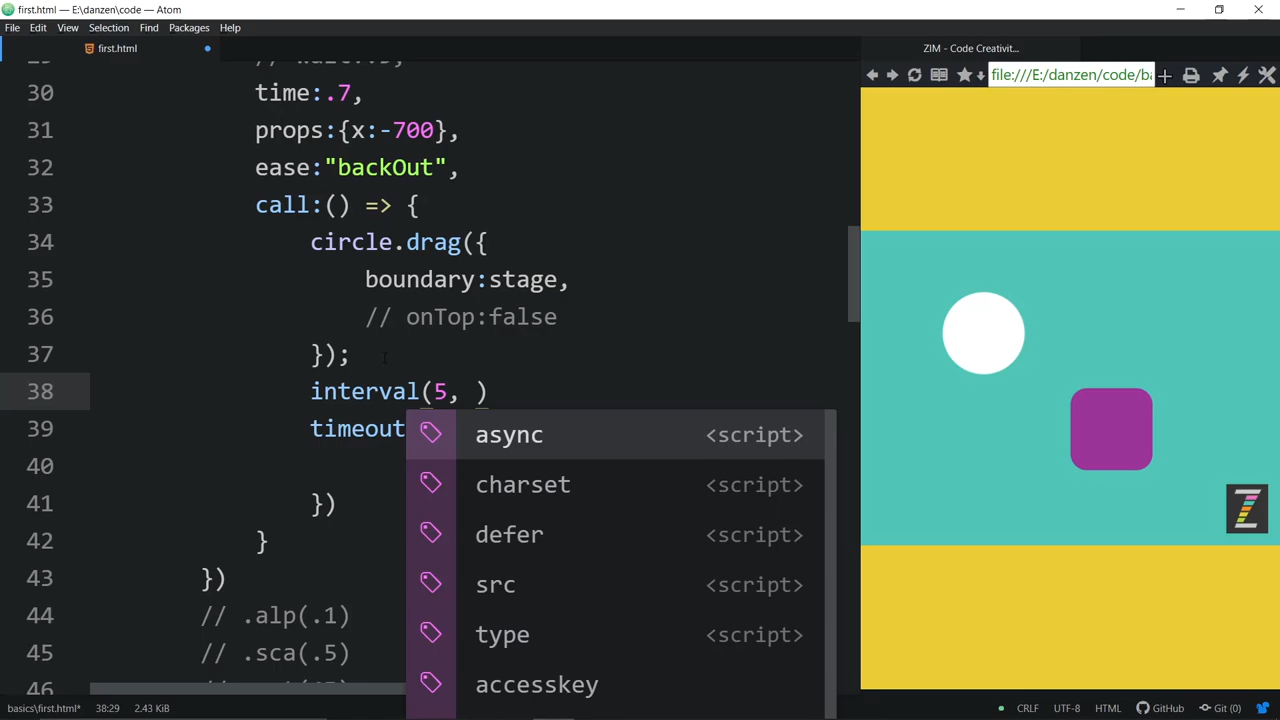 first.html — E:\danzen\code — Atom
File Edit View Selection Find Packages Help
first.html
ZIM - Code Creativit...
file:///E:/danzen/code/ba
30 time:.7,
31 props:{x:-700},
32 ease:"backOut",
33 call:() => {
34 circle.drag({
35 boundary:stage,
36 // onTop:false
37 });
38 interval(5, )
39 timeout
40
41 })
42 }
43 })
44 // .alp(.1)
45 // .sca(.5)
46
async <script>
charset <script>
defer <script>
src <script>
type <script>
accesskey
basics\first.html* 38:29 2.43 KiB CRLF UTF-8 HTML GitHub Git (0)